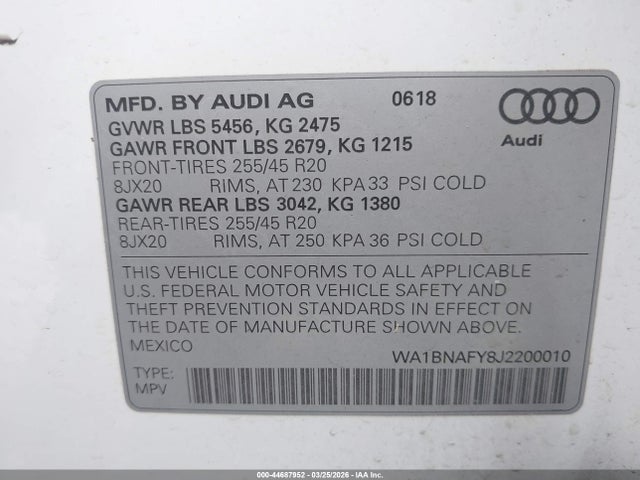 MFD. BY AUDI AG 0618
GVWR LBS 5456, KG 2475
GAWR FRONT LBS 2679, KG 1215
FRONT-TIRES 255/45 R20
8JX20 RIMS, AT 230 KPA 33 PSI COLD
GAWR REAR LBS 3042, KG 1380
REAR-TIRES 255/45 R20
8JX20 RIMS, AT 250 KPA 36 PSI COLD
Audi
THIS VEHICLE CONFORMS TO ALL APPLICABLE
U.S. FEDERAL MOTOR VEHICLE SAFETY AND
THEFT PREVENTION STANDARDS IN EFFECT ON
THE DATE OF MANUFACTURE SHOWN ABOVE.
MEXICO WA1BNAFY8J2200010
TYPE:
MPV
000-44687952 - 03/25/2026 - IAA Inc.